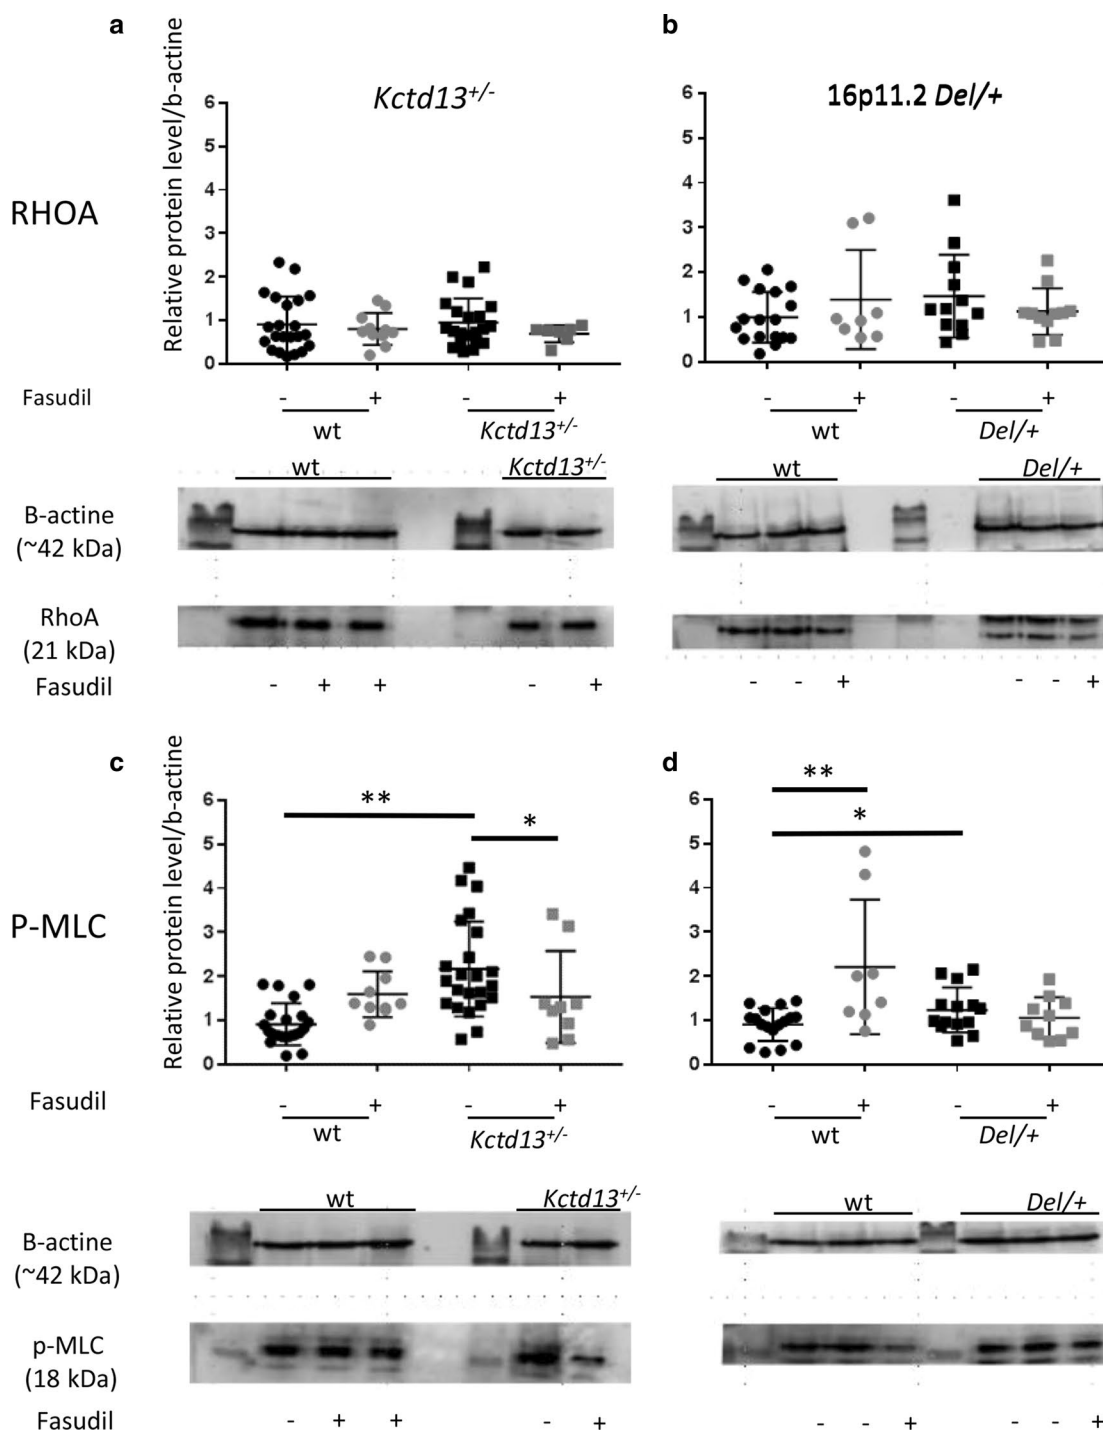 a
b
Relative protein level/b-actine
Kctd13+/-
16p11.2 Del/+
RHOA
6
5
4
3
2
1
0
6
5
4
3
2
1
0
Fasudil - + - + - + - +
wt Kctd13+/- wt Del/+
wt Kctd13+/- wt Del/+
B-actine
(~42 kDa)
RhoA
(21 kDa)
Fasudil - + + - + - - + - - +
c
d
Relative protein level/b-actine
** * ** *
P-MLC
6
5
4
3
2
1
0
6
5
4
3
2
1
0
Fasudil - + - + - + - +
wt Kctd13+/- wt Del/+
wt Kctd13+/- wt Del/+
B-actine
(~42 kDa)
p-MLC
(18 kDa)
Fasudil - + + - + - - + - - +